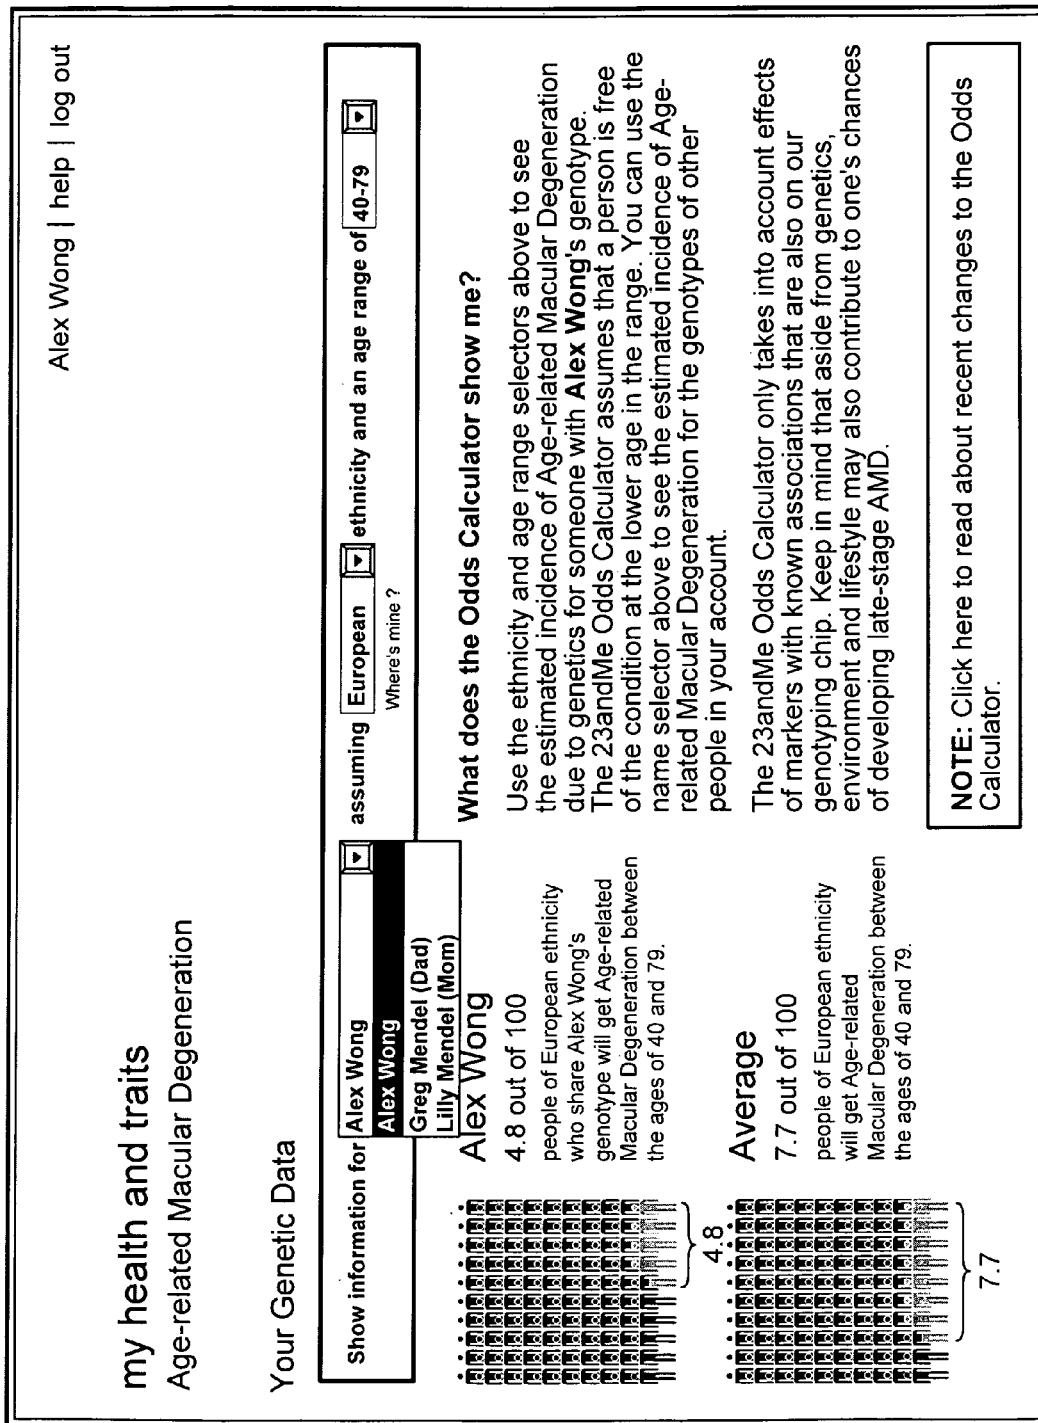 Alex Wong | help | log out
my health and traits
Age-related Macular Degeneration
Your Genetic Data
Show information for Alex Wong assuming European ethnicity and an age range of 40-79
Where's mine ?
Alex Wong
Greg Mendel (Dad)
Lilly Mendel (Mom)
Alex Wong
4.8 out of 100
people of European ethnicity
who share Alex Wong's
genotype will get Age-related
Macular Degeneration between
the ages of 40 and 79.
4.8
Average
7.7 out of 100
people of European ethnicity
will get Age-related
Macular Degeneration between
the ages of 40 and 79.
7.7
What does the Odds Calculator show me?
Use the ethnicity and age range selectors above to see
the estimated incidence of Age-related Macular Degeneration
due to genetics for someone with Alex Wong's genotype.
The 23andMe Odds Calculator assumes that a person is free
of the condition at the lower age in the range. You can use the
name selector above to see the estimated incidence of Age-
related Macular Degeneration for the genotypes of other
people in your account.
The 23andMe Odds Calculator only takes into account effects
of markers with known associations that are also on our
genotyping chip. Keep in mind that aside from genetics,
environment and lifestyle may also contribute to one's chances
of developing late-stage AMD.
NOTE: Click here to read about recent changes to the Odds
Calculator.